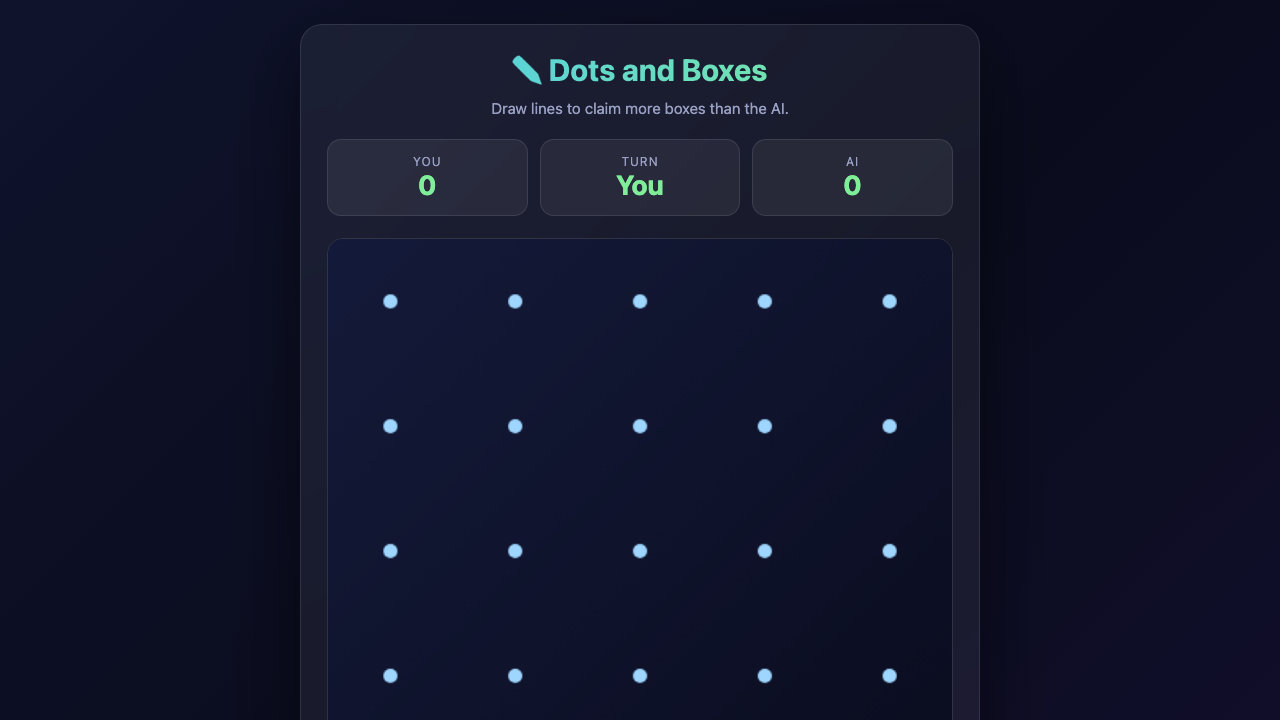 Dots and Boxes
Draw lines to claim more boxes than the AI.
YOU
0
TURN
You
AI
0